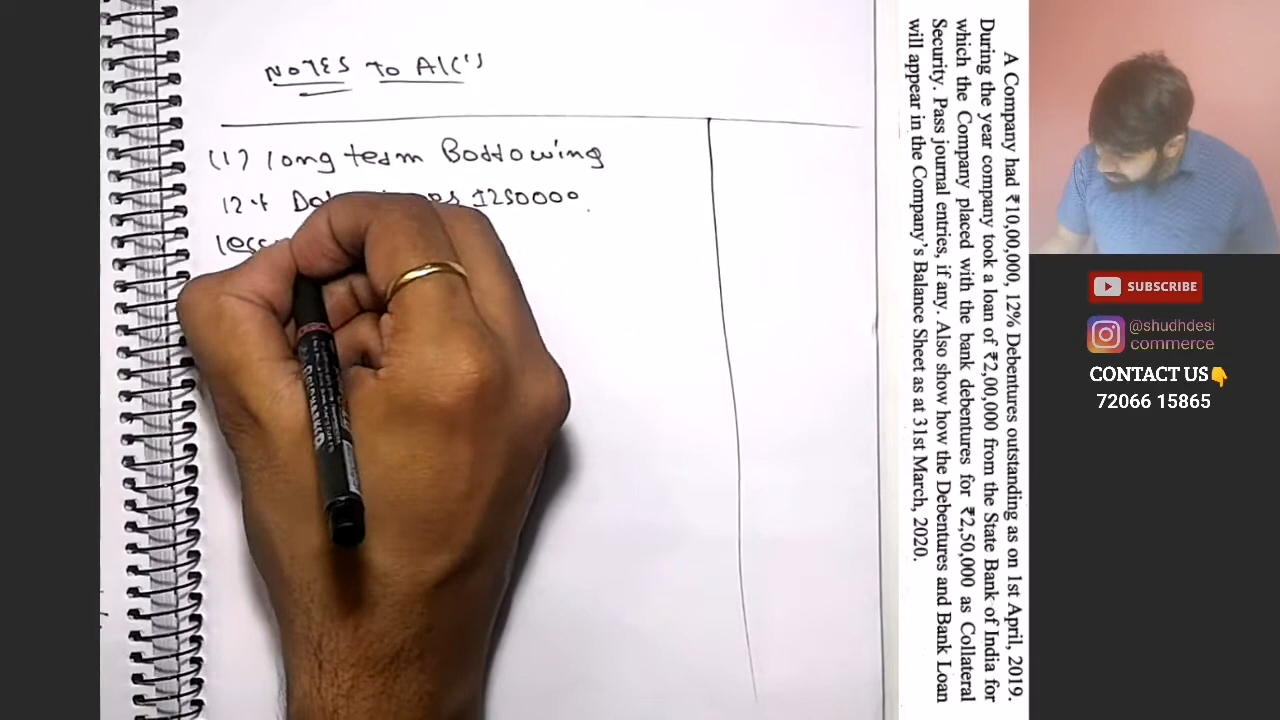 NOTES TO A/C'S
(1) long term Borrowing
12% 1250000
less
A Company had ₹10,00,000, 12% Debentures outstanding as on 1st April, 2019.
During the year company took a loan of ₹2,00,000 from the State Bank of India for
which the Company placed with the bank debentures for ₹2,50,000 as Collateral
Security. Pass journal entries, if any. Also show how the Debentures and Bank Loan
will appear in the Company's Balance Sheet as at 31st March, 2020.
SUBSCRIBE
@shudhdesi
commerce
CONTACT US👇
72066 15865